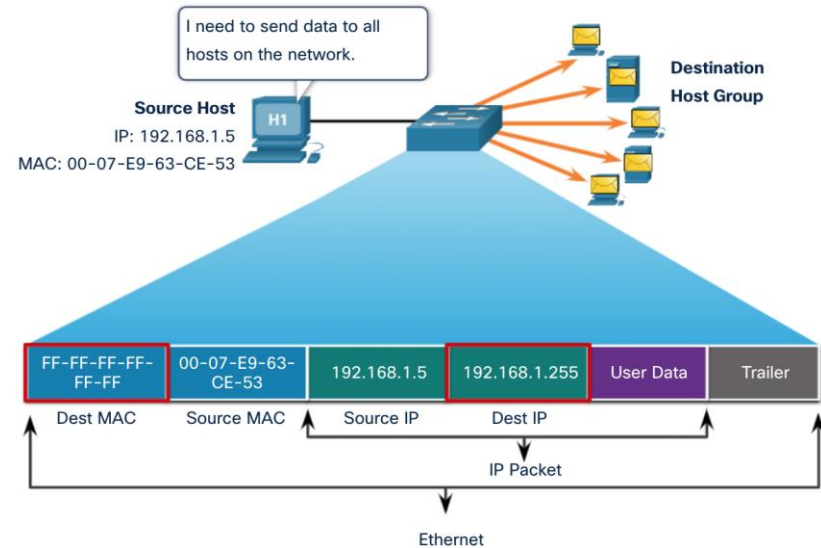 I need to send data to all
hosts on the network.
Destination
Host Group
Source Host
IP: 192.168.1.5
MAC: 00-07-E9-63-CE-53
H1
FF-FF-FF-FF-
FF-FF
00-07-E9-63-
CE-53
192.168.1.5
192.168.1.255
User Data
Trailer
Dest MAC
Source MAC
Source IP
Dest IP
IP Packet
Ethernet